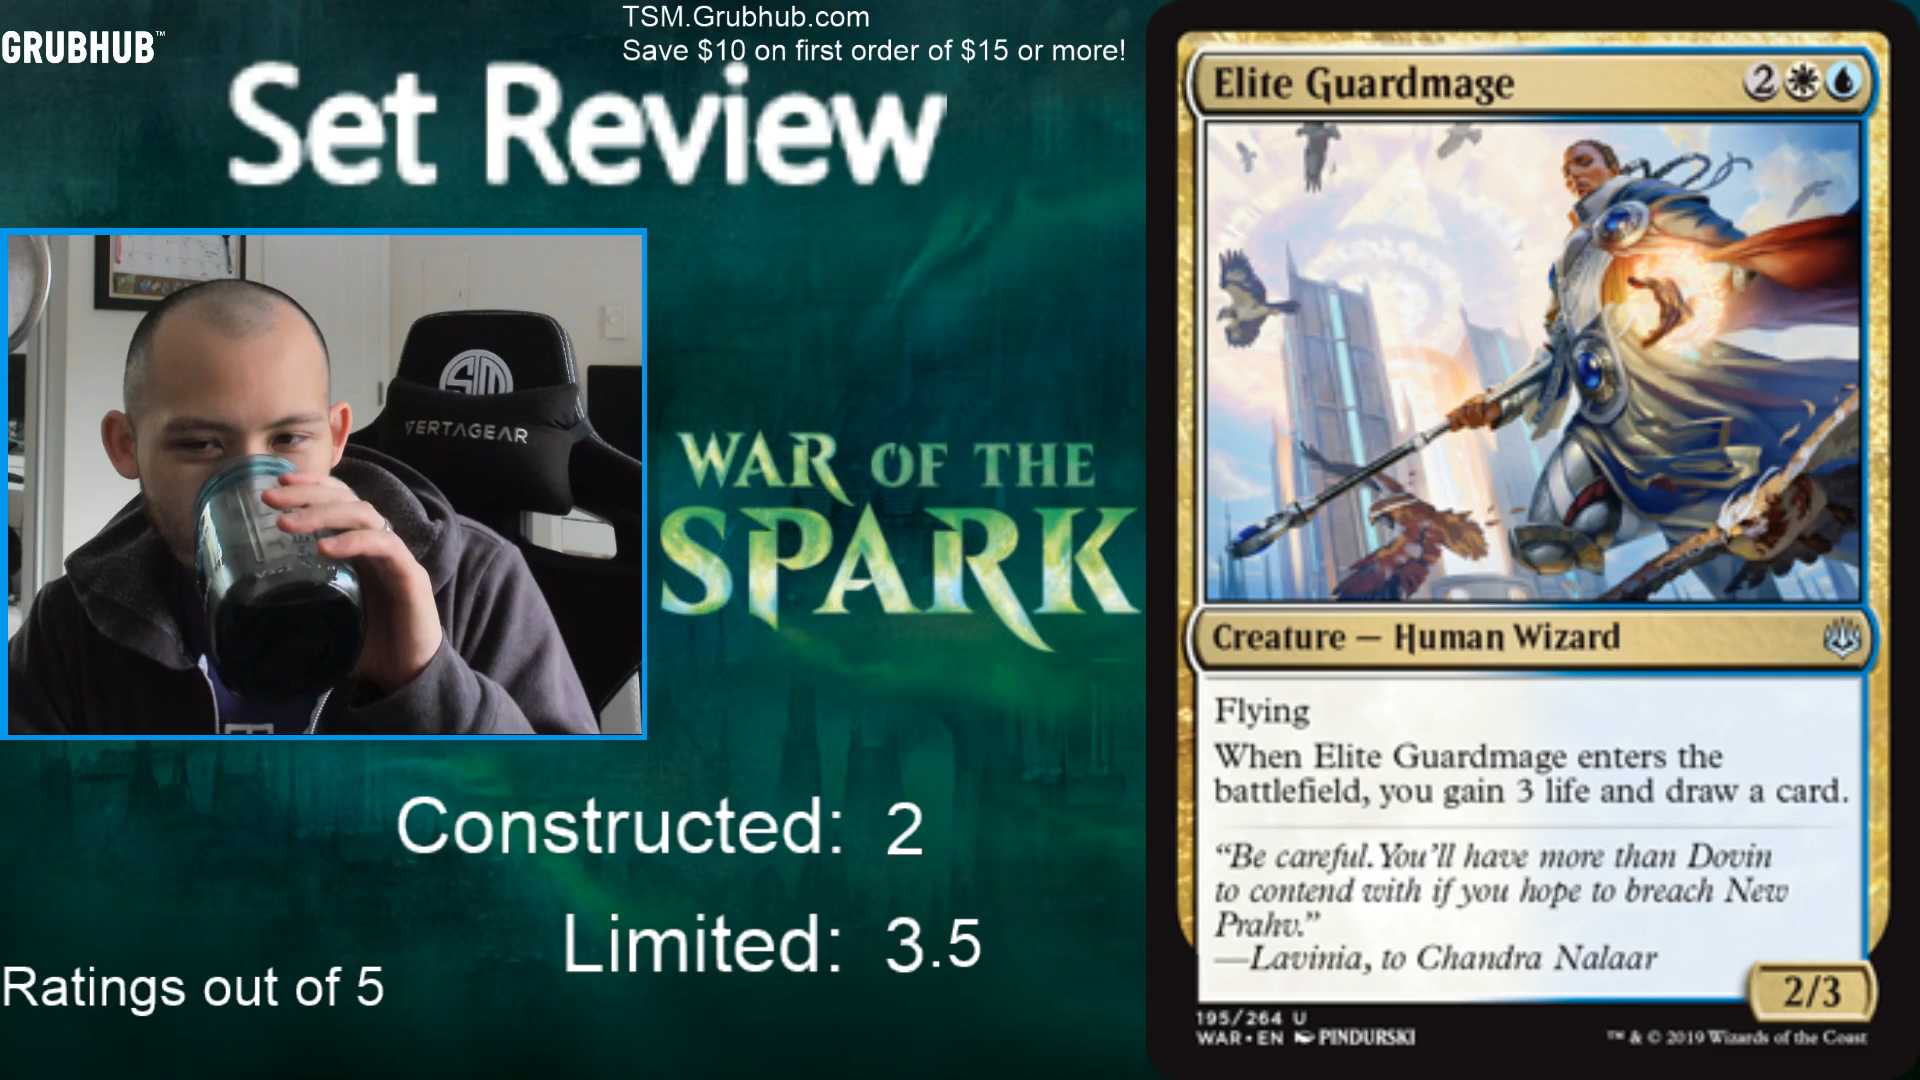 GRUBHUB™
TSM.Grubhub.com
Save $10 on first order of $15 or more!
Set Review
VERTAGEAR
WAR OF THE
SPARK
Constructed: 2
Limited: 3.5
Ratings out of 5
Elite Guardmage 2
Creature — Human Wizard
Flying
When Elite Guardmage enters the
battlefield, you gain 3 life and draw a card.
“Be careful. You’ll have more than Dovin
to contend with if you hope to breach New
Prahv.”
—Lavinia, to Chandra Nalaar
2/3
195/264 U
WAR • EN PINDURSKI
™ & © 2019 Wizards of the Coast